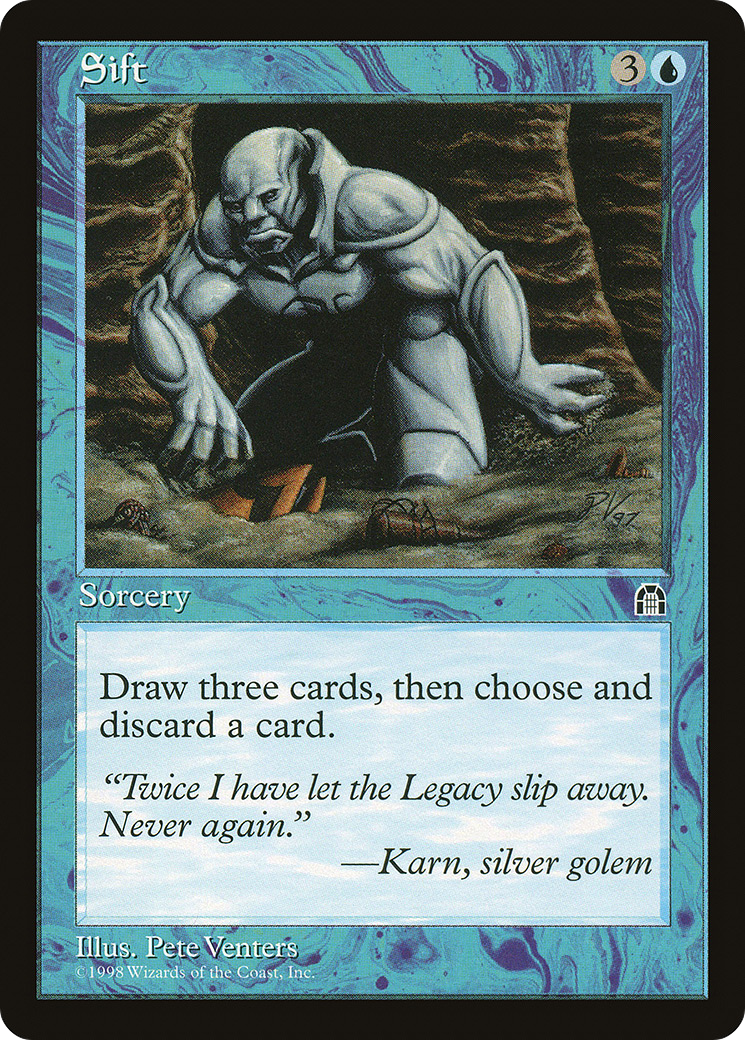 Sift
3
Sorcery
Draw three cards, then choose and
discard a card.
“Twice I have let the Legacy slip away.
Never again.”
—Karn, silver golem
PV97
Illus. Pete Venters
©1998 Wizards of the Coast, Inc.